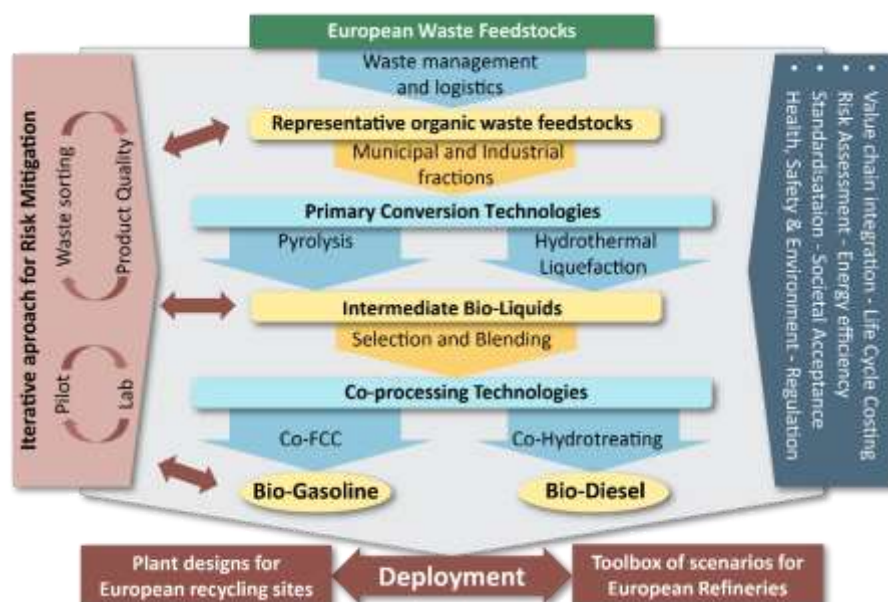 European Waste Feedstocks
Waste management
and logistics
Representative organic waste feedstocks
Municipal and Industrial
fractions
Primary Conversion Technologies
Pyrolysis
Hydrothermal
Liquefaction
Intermediate Bio-Liquids
Selection and Blending
Co-processing Technologies
Co-FCC
Co-Hydrotreating
Bio-Gasoline
Bio-Diesel
Iterative aproach for Risk Mitigation
Waste sorting
Product Quality
Pilot
Lab
• Value chain integration - Life Cycle Costing
• Risk Assessment - Energy efficiency
• Standardisataion - Societal Acceptance
• Health, Safety & Environment - Regulation
Plant designs for
European recycling sites
Deployment
Toolbox of scenarios for
European Refineries